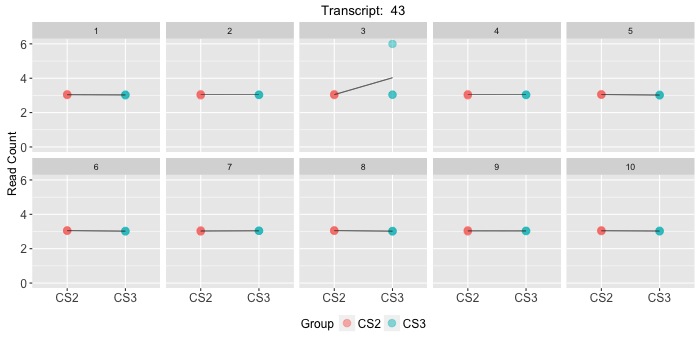 Transcript: 43
1 2 3 4 5
6
4
2
0
Read Count
6 7 8 9 10
6
4
2
0
CS2 CS3 CS2 CS3 CS2 CS3 CS2 CS3 CS2 CS3
Group CS2 CS3